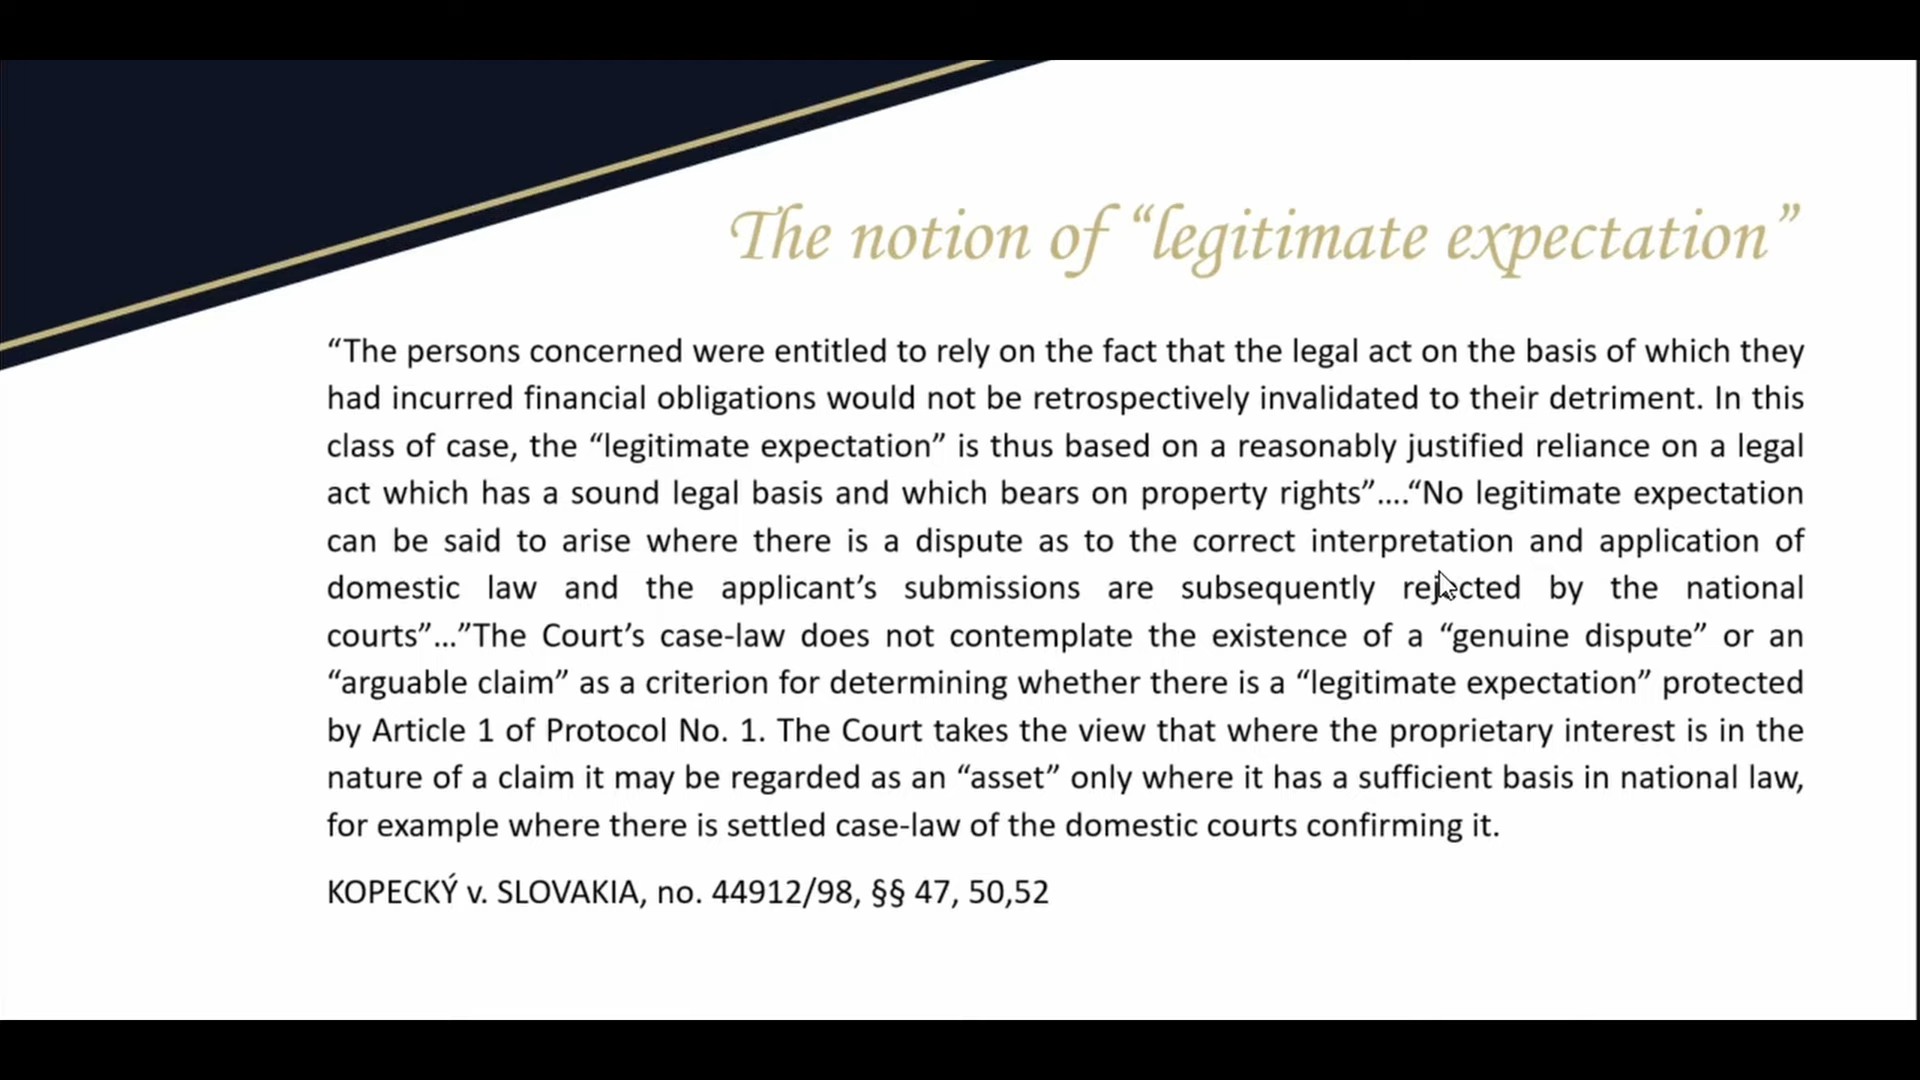 The notion of “legitimate expectation”
“The persons concerned were entitled to rely on the fact that the legal act on the basis of which they
had incurred financial obligations would not be retrospectively invalidated to their detriment. In this
class of case, the “legitimate expectation” is thus based on a reasonably justified reliance on a legal
act which has a sound legal basis and which bears on property rights”....“No legitimate expectation
can be said to arise where there is a dispute as to the correct interpretation and application of
domestic law and the applicant’s submissions are subsequently rejected by the national
courts”...”The Court’s case-law does not contemplate the existence of a “genuine dispute” or an
“arguable claim” as a criterion for determining whether there is a “legitimate expectation” protected
by Article 1 of Protocol No. 1. The Court takes the view that where the proprietary interest is in the
nature of a claim it may be regarded as an “asset” only where it has a sufficient basis in national law,
for example where there is settled case-law of the domestic courts confirming it.
KOPECKÝ v. SLOVAKIA, no. 44912/98, §§ 47, 50,52